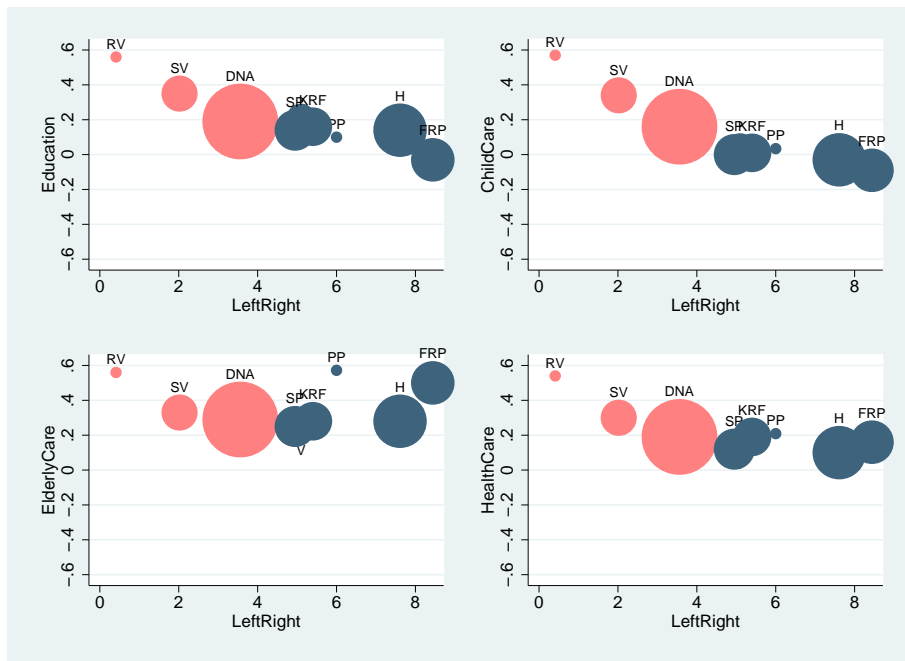 Education
.6
.4
.2
0
-.2
-.4
-.6
RV
SV
DNA
SP
KRF
PP
H
FRP
0 2 4 6 8
LeftRight
ChildCare
.6
.4
.2
0
-.2
-.4
-.6
RV
SV
DNA
SP
KRF
PP
H
FRP
0 2 4 6 8
LeftRight
ElderlyCare
.6
.4
.2
0
-.2
-.4
-.6
RV
SV
DNA
SP
KRF
V
PP
H
FRP
0 2 4 6 8
LeftRight
HealthCare
.6
.4
.2
0
-.2
-.4
-.6
RV
SV
DNA
SP
KRF
PP
H
FRP
0 2 4 6 8
LeftRight